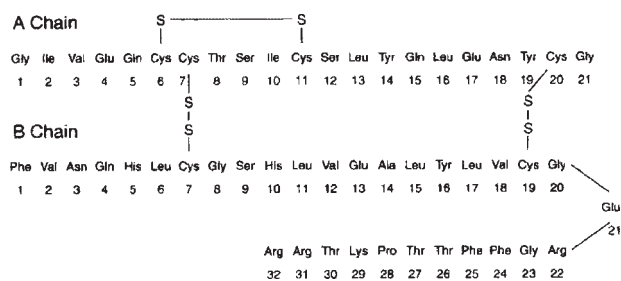 S S
A Chain
Gly Ile Val Glu Gln Cys Cys Thr Ser Ile Cys Ser Leu Tyr Gln Leu Glu Asn Tyr Cys Gly
1 2 3 4 5 6 7 8 9 10 11 12 13 14 15 16 17 18 19 20 21
S S
B Chain S S
Phe Val Asn Gln His Leu Cys Gly Ser His Leu Val Glu Ala Leu Tyr Leu Val Cys Gly
1 2 3 4 5 6 7 8 9 10 11 12 13 14 15 16 17 18 19 20
Glu
21
Arg Arg Thr Lys Pro Thr Thr Phe Phe Gly Arg
32 31 30 29 28 27 26 25 24 23 22